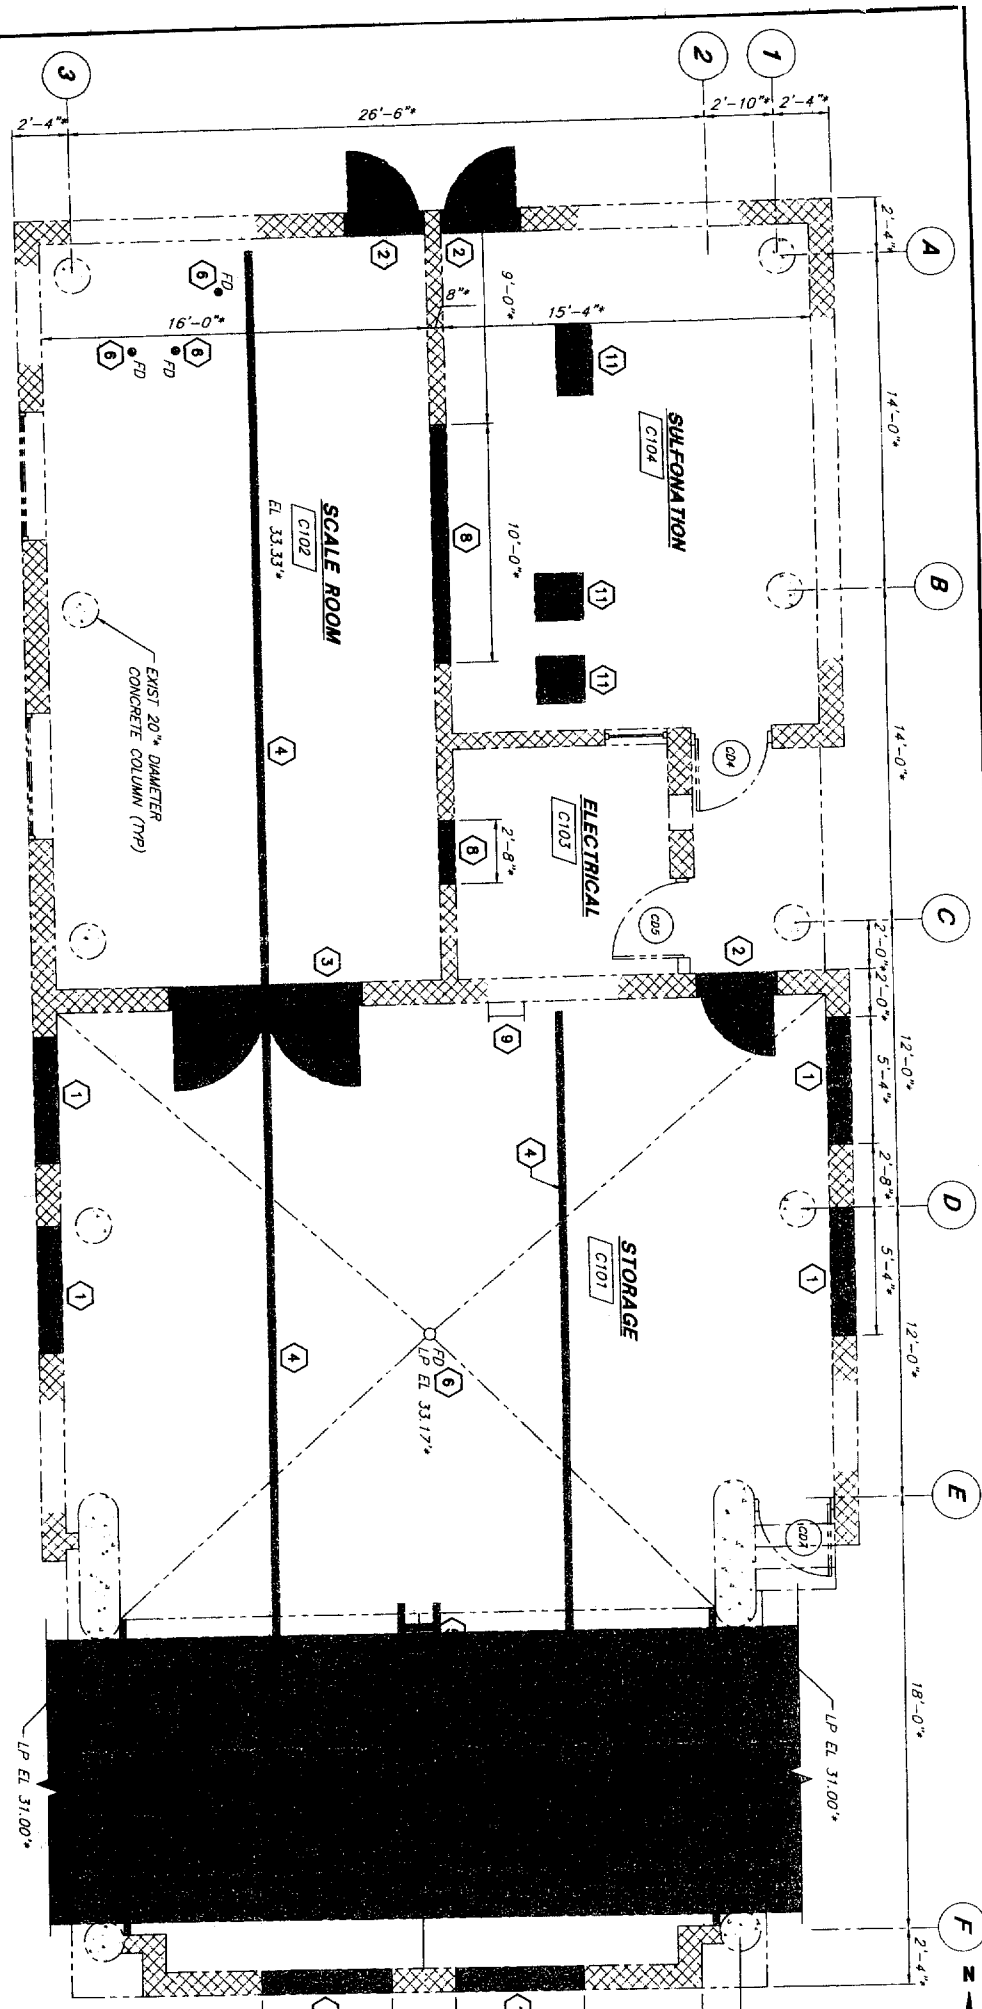 3
2
1
2'-4"*
26'-6"*
2'-10"*
2'-4"*
A
2'-4"*
14'-0"*
B
14'-0"*
C
2'-0"*
2'-0"*
12'-0"*
5'-4"*
2'-8"*
D
5'-4"*
12'-0"*
E
18'-0"*
F
2'-4"*
N
2
2
6
FD
6
FD
6
FD
16'-0"*
8"*
9'-0"*
15'-4"*
11
SULFONATION
C104
SCALE ROOM
C102
EL 33.33'*
8
10'-0"*
11
11
EXIST 20"* DIAMETER
CONCRETE COLUMN (TYP)
4
CD4
ELECTRICAL
C103
8
2'-8"*
CD5
2
3
9
1
1
4
STORAGE
C101
1
1
4
FD
6
LP EL 33.17'*
CD7
LP EL 31.00'*
LP EL 31.00'*